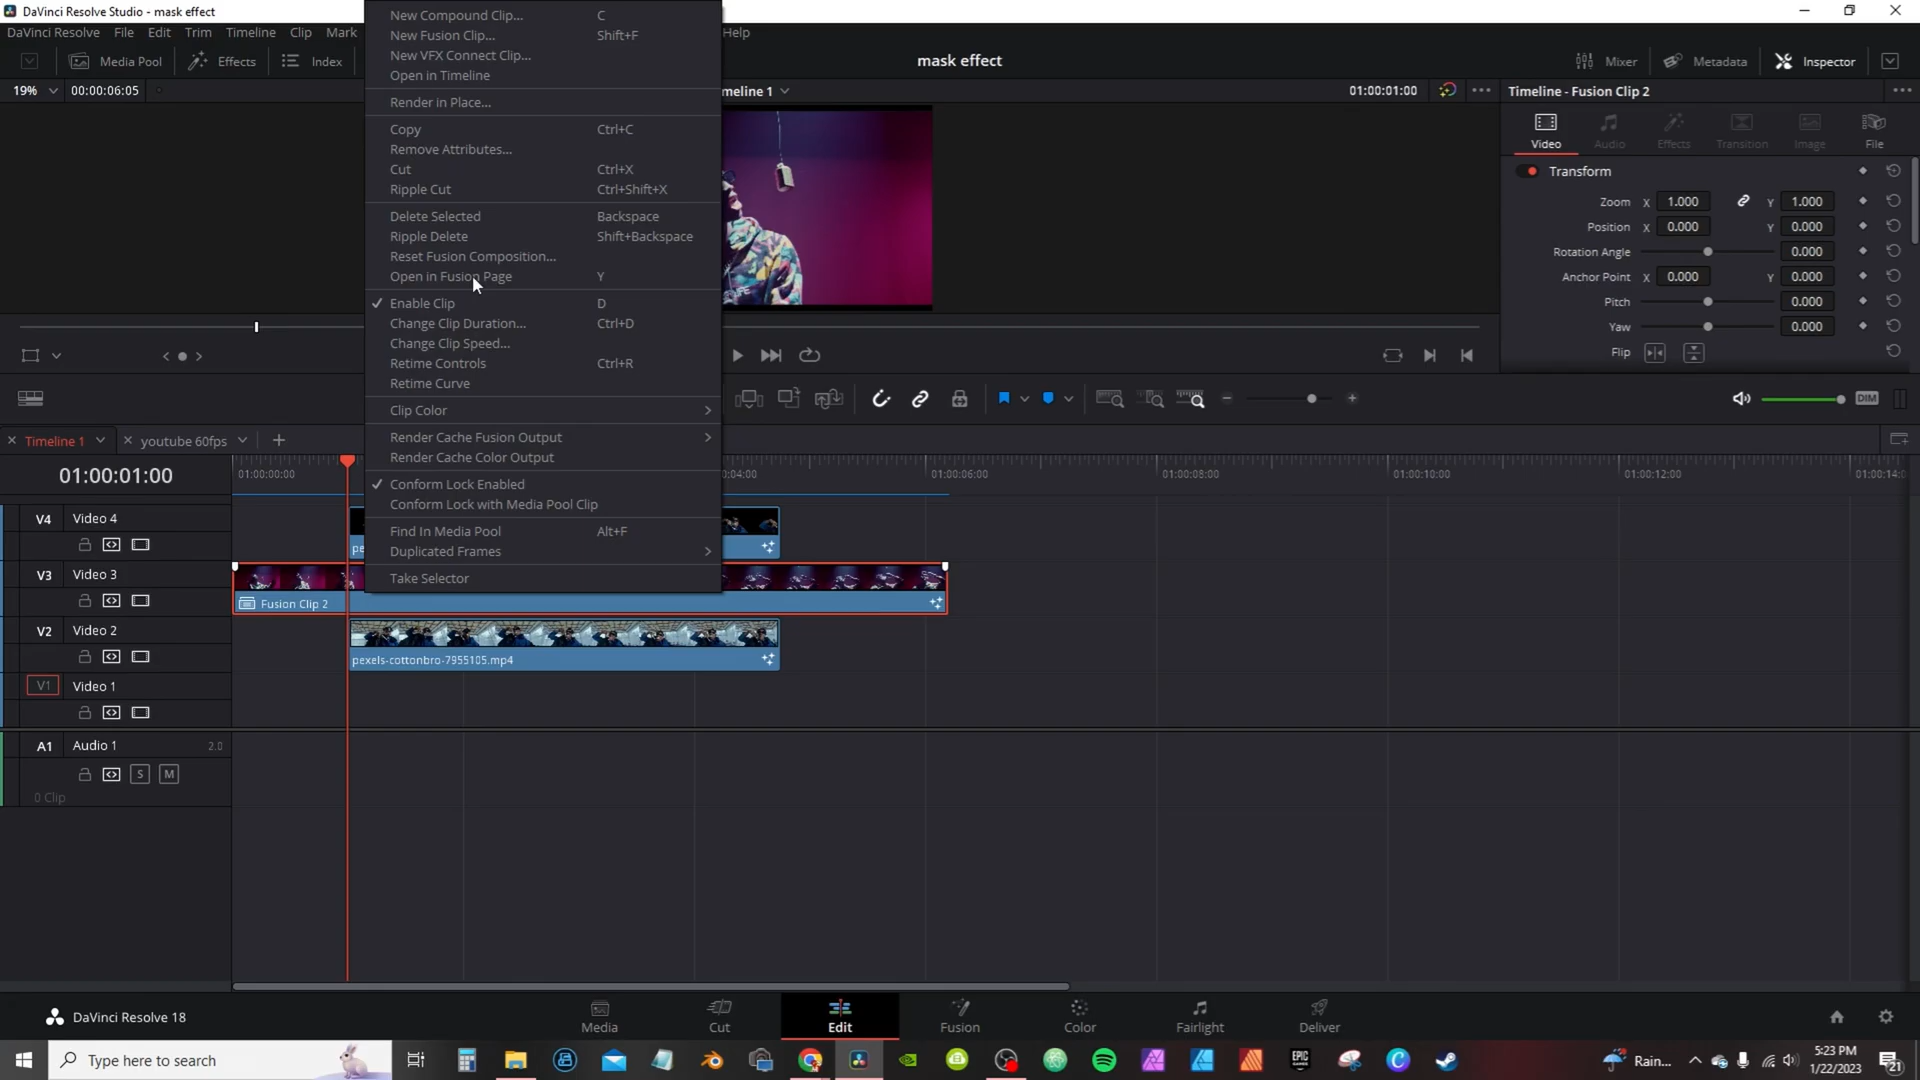 DaVinci Resolve Studio - mask effect
DaVinci Resolve File Edit Trim Timeline Clip Mark Help
Media Pool Effects Index mask effect Mixer Metadata Inspector
19% 00:00:06:05 meline 1 01:00:01:00 Timeline - Fusion Clip 2
New Compound Clip... C
New Fusion Clip... Shift+F
New VFX Connect Clip...
Open in Timeline
Render in Place...
Copy Ctrl+C
Remove Attributes...
Cut Ctrl+X
Ripple Cut Ctrl+Shift+X
Delete Selected Backspace
Ripple Delete Shift+Backspace
Reset Fusion Composition...
Open in Fusion Page Y
Enable Clip D
Change Clip Duration... Ctrl+D
Change Clip Speed...
Retime Controls Ctrl+R
Retime Curve
Clip Color
Render Cache Fusion Output
Render Cache Color Output
Conform Lock Enabled
Conform Lock with Media Pool Clip
Find In Media Pool Alt+F
Duplicated Frames
Take Selector
Video Audio Effects Transition Image File
Transform
Zoom X 1.000 Y 1.000
Position X 0.000 Y 0.000
Rotation Angle 0.000
Anchor Point X 0.000 Y 0.000
Pitch 0.000
Yaw 0.000
Flip
DIM
Timeline 1 youtube 60fps
01:00:01:00 01:00:00:00 :04:00 01:00:06:00 01:00:08:00 01:00:10:00 01:00:12:00 01:00:14:0
V4 Video 4
pe
V3 Video 3
Fusion Clip 2
V2 Video 2
pexels-cottonbro-7955105.mp4
V1 Video 1
A1 Audio 1 2.0
S M
0 Clip
DaVinci Resolve 18
Media Cut Edit Fusion Color Fairlight Deliver
Type here to search
EPIC GAMES
Rain...
5:23 PM
1/22/2023
21